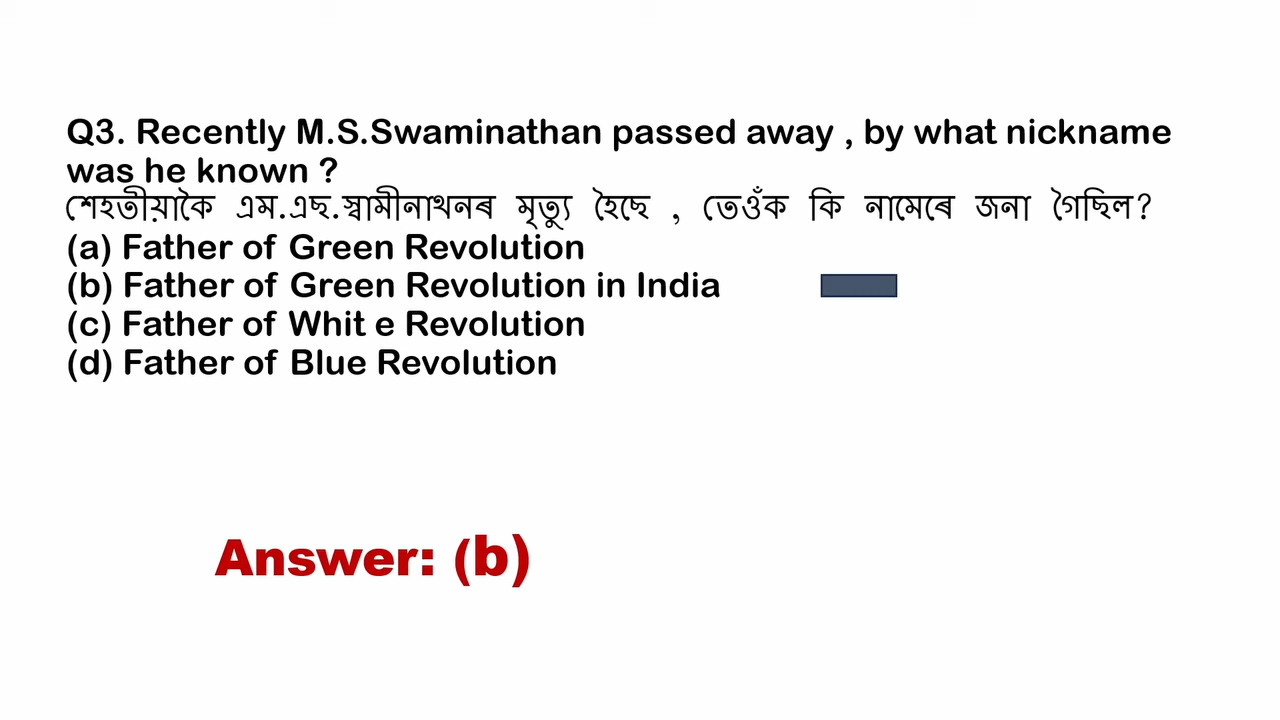 Q3. Recently M.S.Swaminathan passed away , by what nickname
was he known ?
শেহতীয়াকৈ এম.এছ.স্বামীনাথনৰ মৃত্যু হৈছে , তেওঁক কি নামেৰে জনা গৈছিল?
(a) Father of Green Revolution
(b) Father of Green Revolution in India
(c) Father of Whit e Revolution
(d) Father of Blue Revolution
Answer: (b)